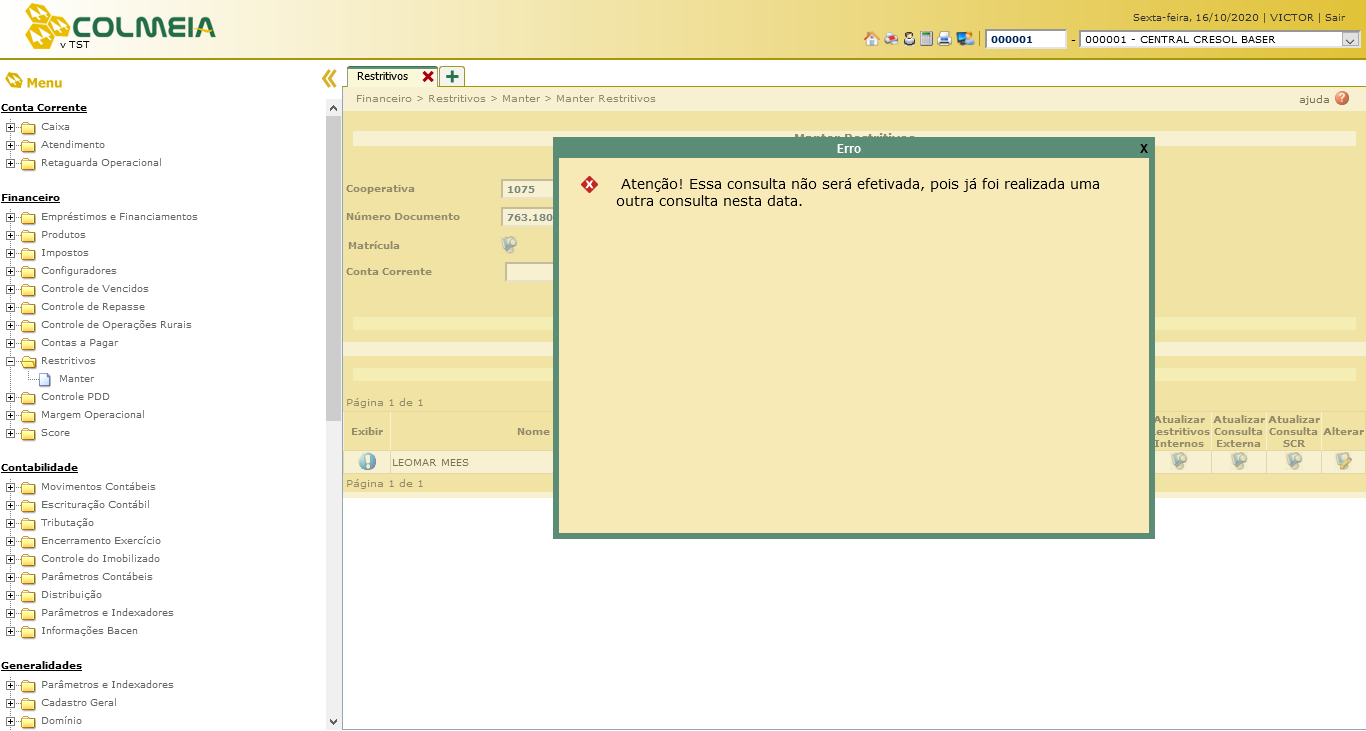 COLMEIA
v TST
Sexta-feira, 16/10/2020 | VICTOR | Sair
000001 - 000001 - CENTRAL CRESOL BASER
Menu
Conta Corrente
Caixa
Atendimento
Retaguarda Operacional
Financeiro
Empréstimos e Financiamentos
Produtos
Impostos
Configuradores
Controle de Vencidos
Controle de Repasse
Controle de Operações Rurais
Contas a Pagar
Restritivos
Manter
Controle PDD
Margem Operacional
Score
Contabilidade
Movimentos Contábeis
Escrituração Contábil
Tributação
Encerramento Exercício
Controle do Imobilizado
Parâmetros Contábeis
Distribuição
Parâmetros e Indexadores
Informações Bacen
Generalidades
Parâmetros e Indexadores
Cadastro Geral
Domínio
Restritivos
Financeiro > Restritivos > Manter > Manter Restritivos
ajuda ?
Manter Restritivos
Erro X
Atenção! Essa consulta não será efetivada, pois já foi realizada uma
outra consulta nesta data.
Cooperativa 1075
Número Documento 763.180
Matrícula
Conta Corrente
Página 1 de 1
Exibir
Nome
Atualizar
Restritivos
Internos
Atualizar
Consulta
Externa
Atualizar
Consulta
SCR
Alterar
LEOMAR MEES
Página 1 de 1